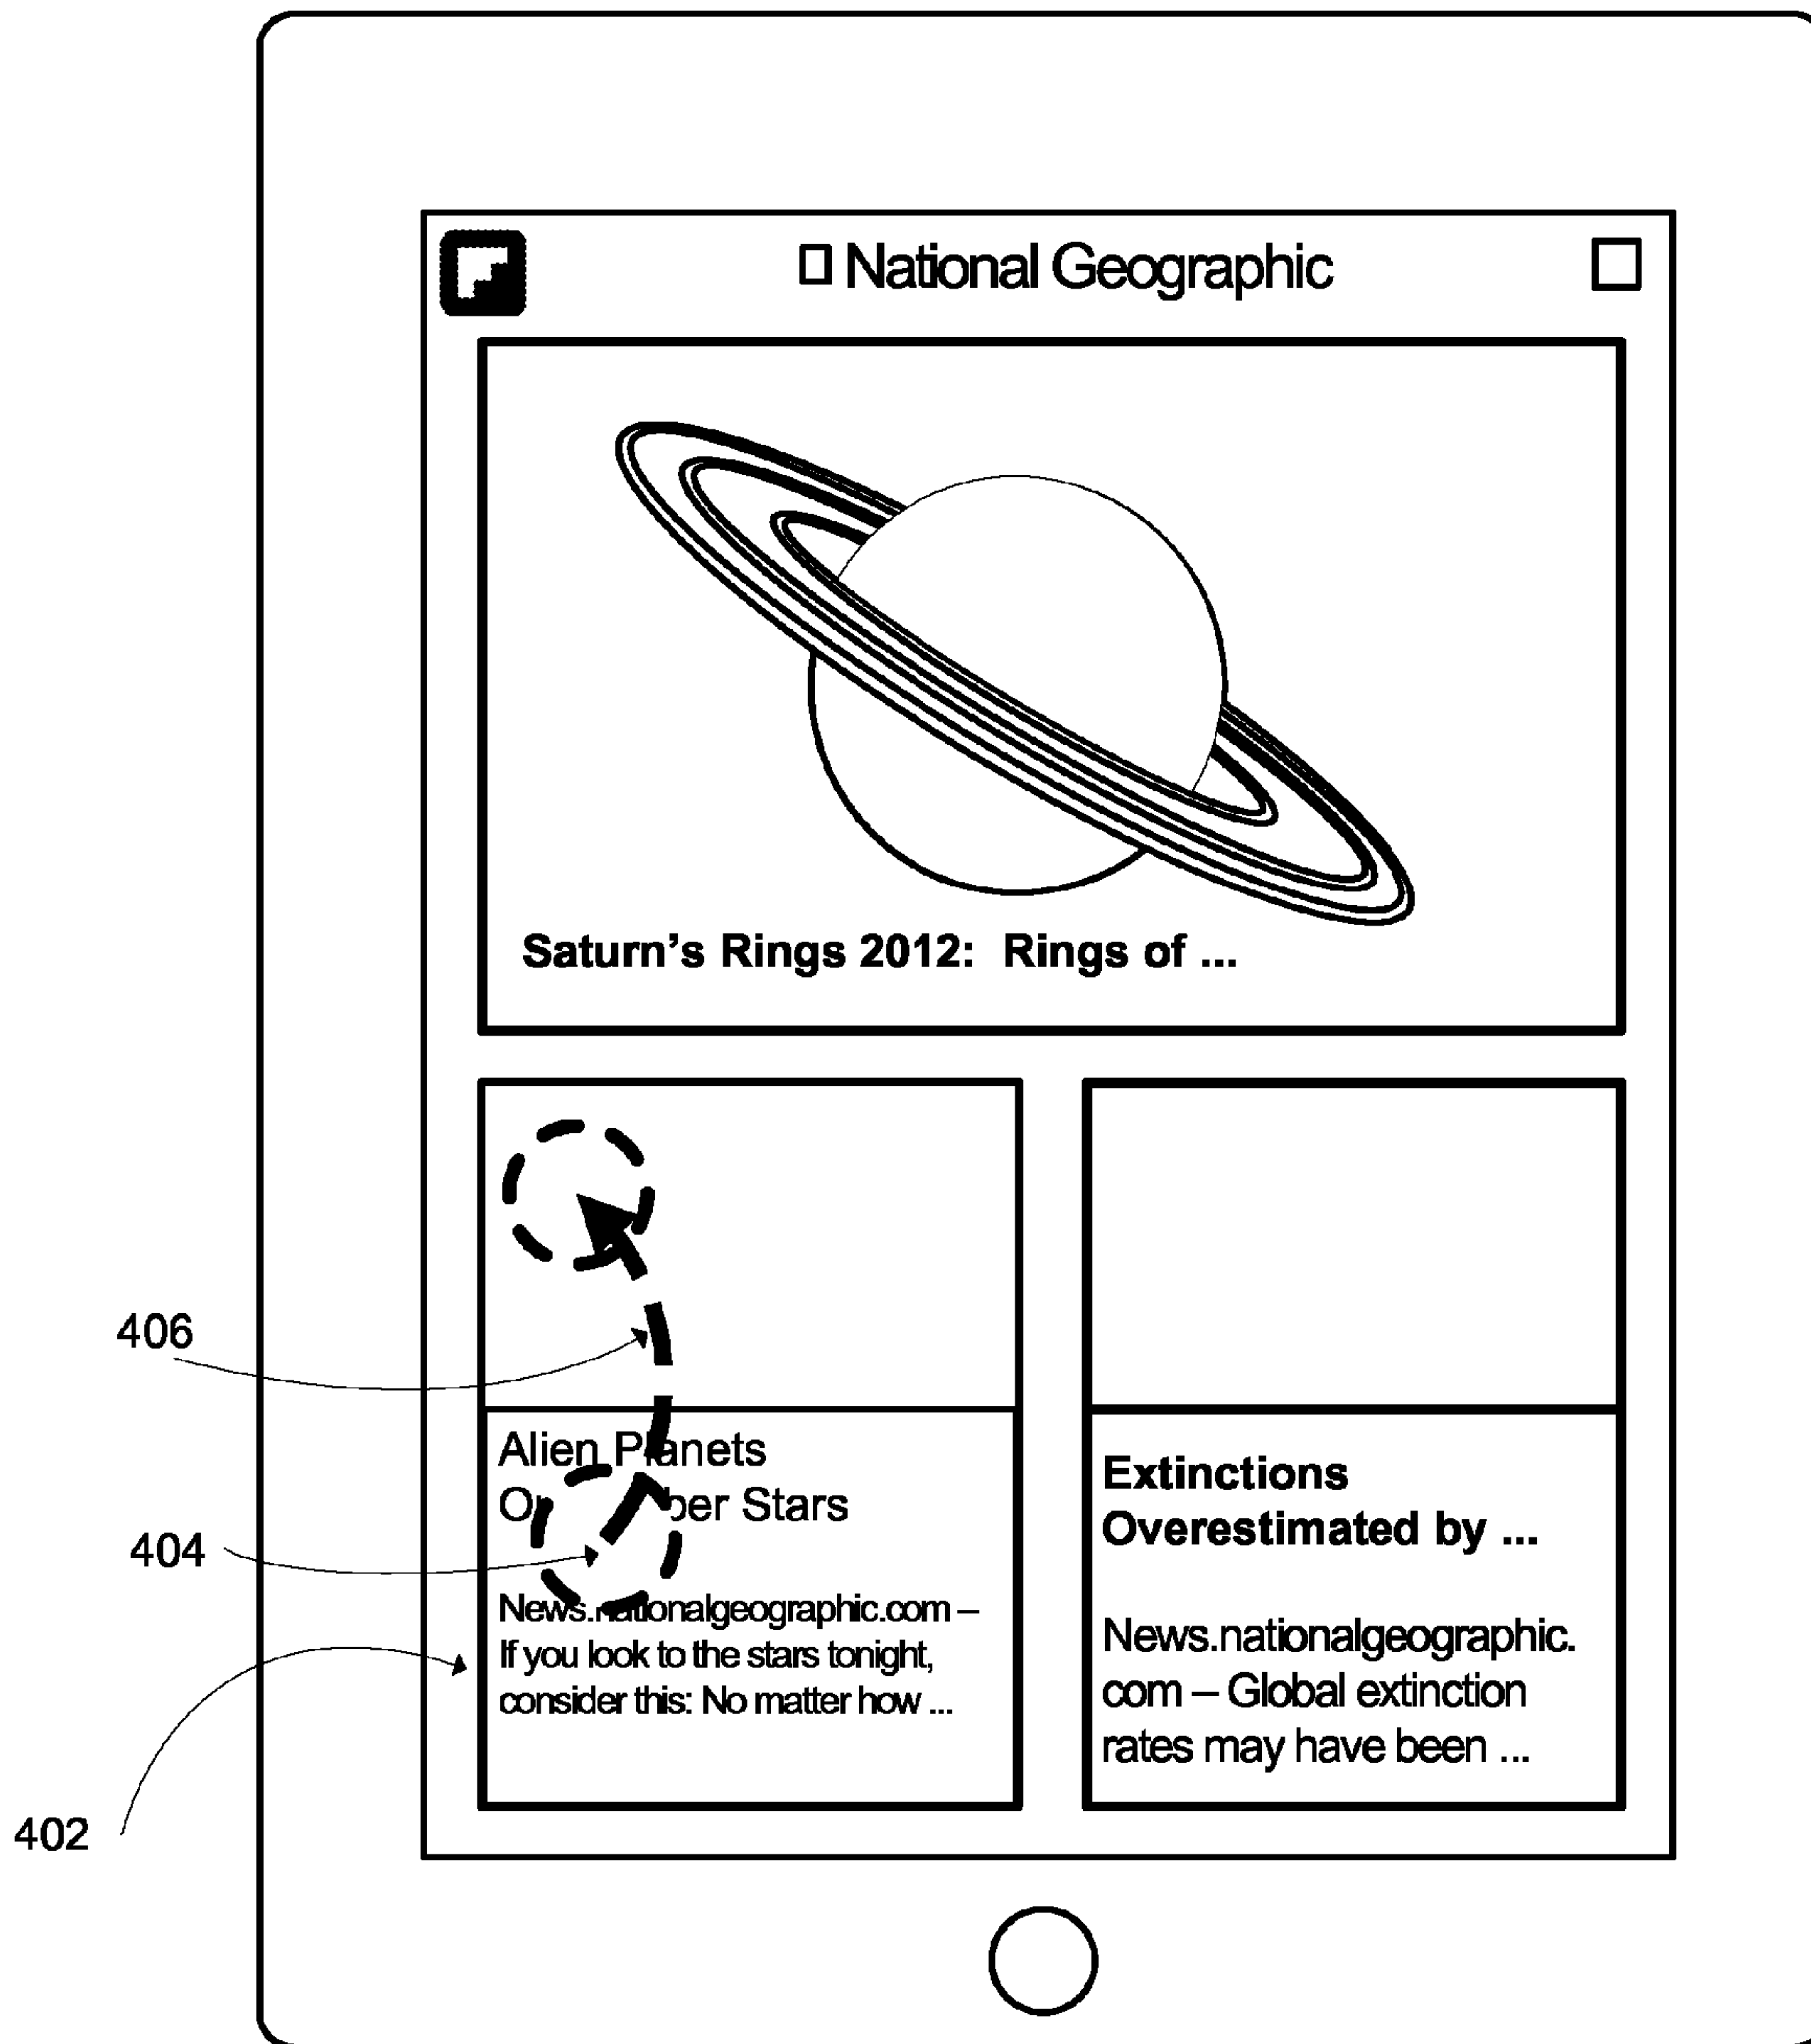 National Geographic
Saturn's Rings 2012: Rings of ...
406
Alien Planets
Stars
404
News.nationalgeographic.com –
If you look to the stars tonight,
consider this: No matter how ...
402
Extinctions
Overestimated by ...
News.nationalgeographic.
com – Global extinction
rates may have been ...